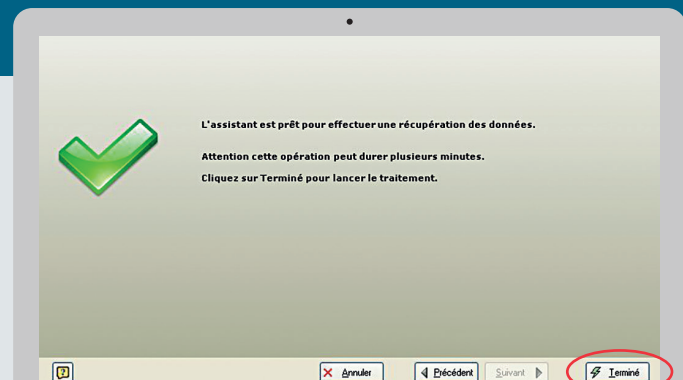 L'assistant est prêt pour effectuer une récupération des données.
Attention cette opération peut durer plusieurs minutes.
Cliquez sur Terminé pour lancer le traitement.
? Annuler Précédent Suivant Terminé